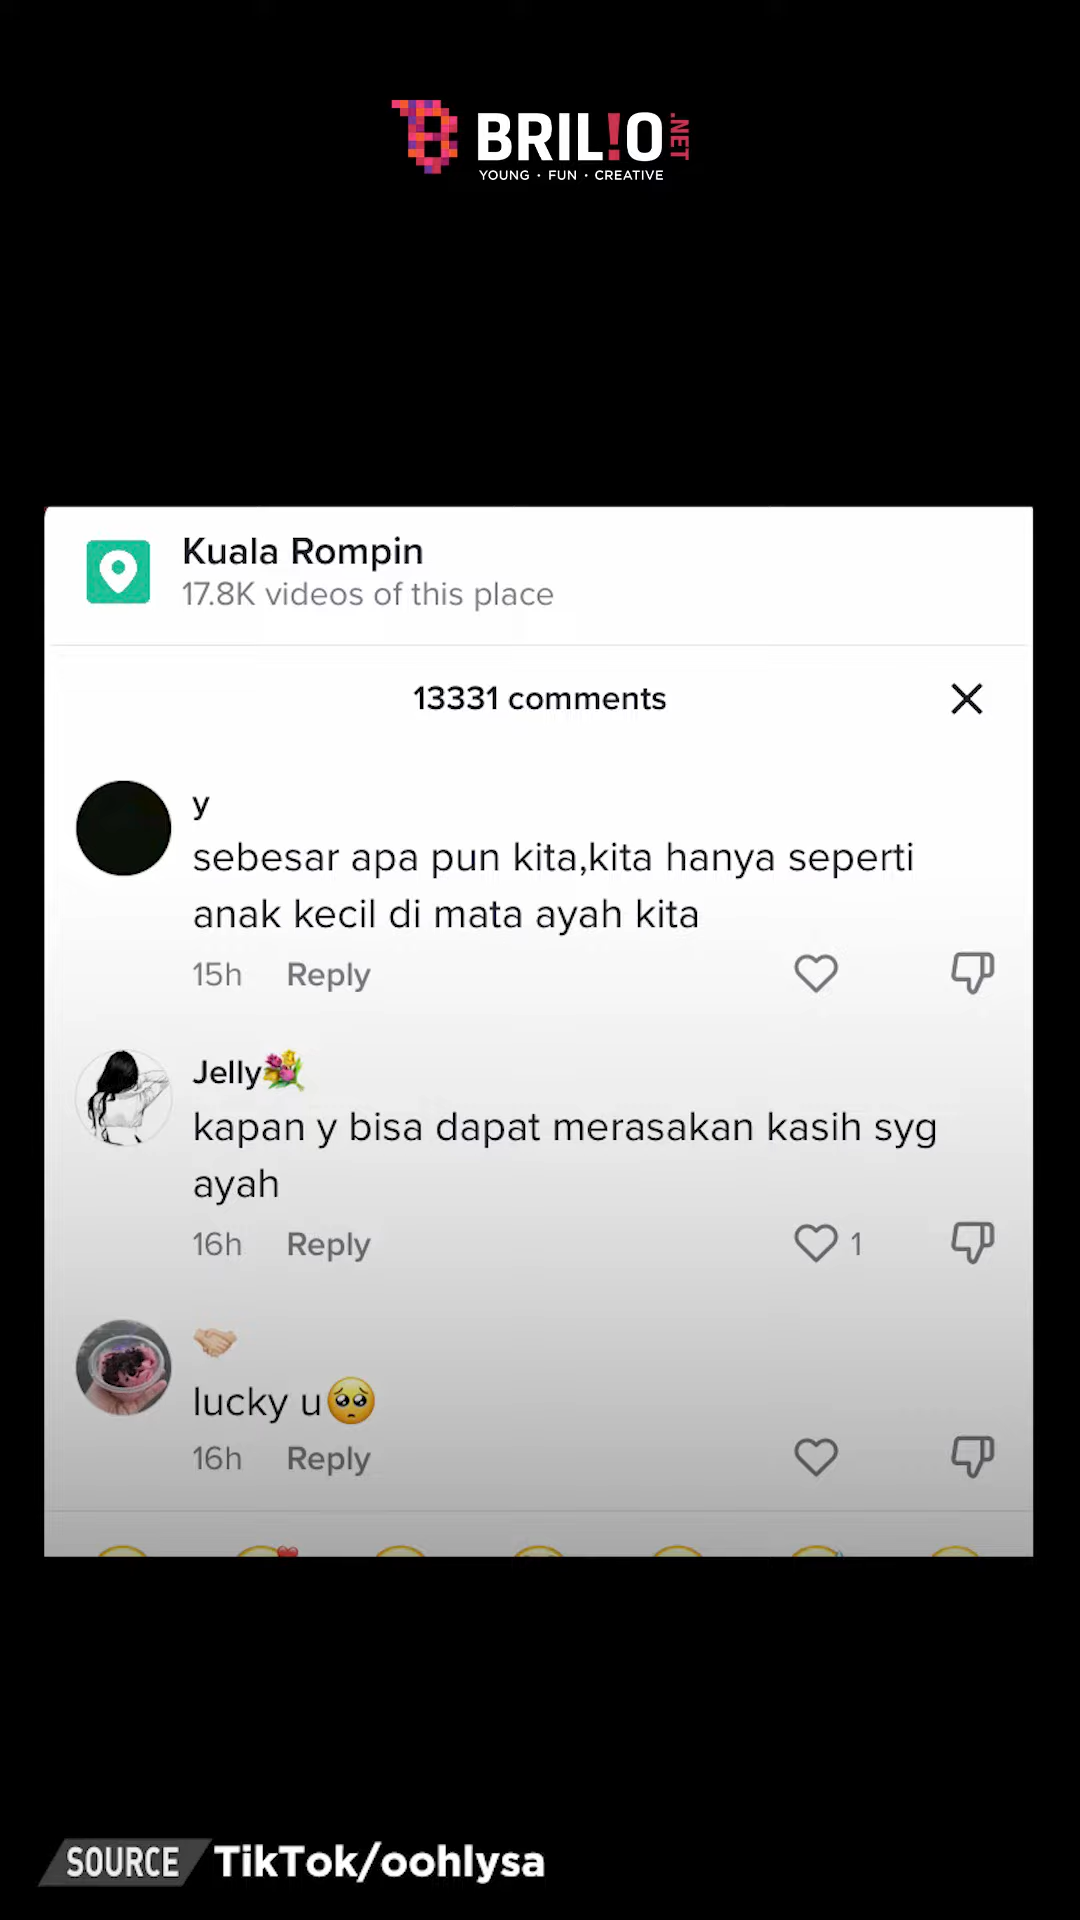 BRIL!O.NET
YOUNG · FUN · CREATIVE
Kuala Rompin
17.8K videos of this place
13331 comments
y
sebesar apa pun kita,kita hanya seperti
anak kecil di mata ayah kita
15h Reply
Jelly💐
kapan y bisa dapat merasakan kasih syg
ayah
16h Reply 1
🤝🏻
lucky u🥺
16h Reply
SOURCE TikTok/oohlysa